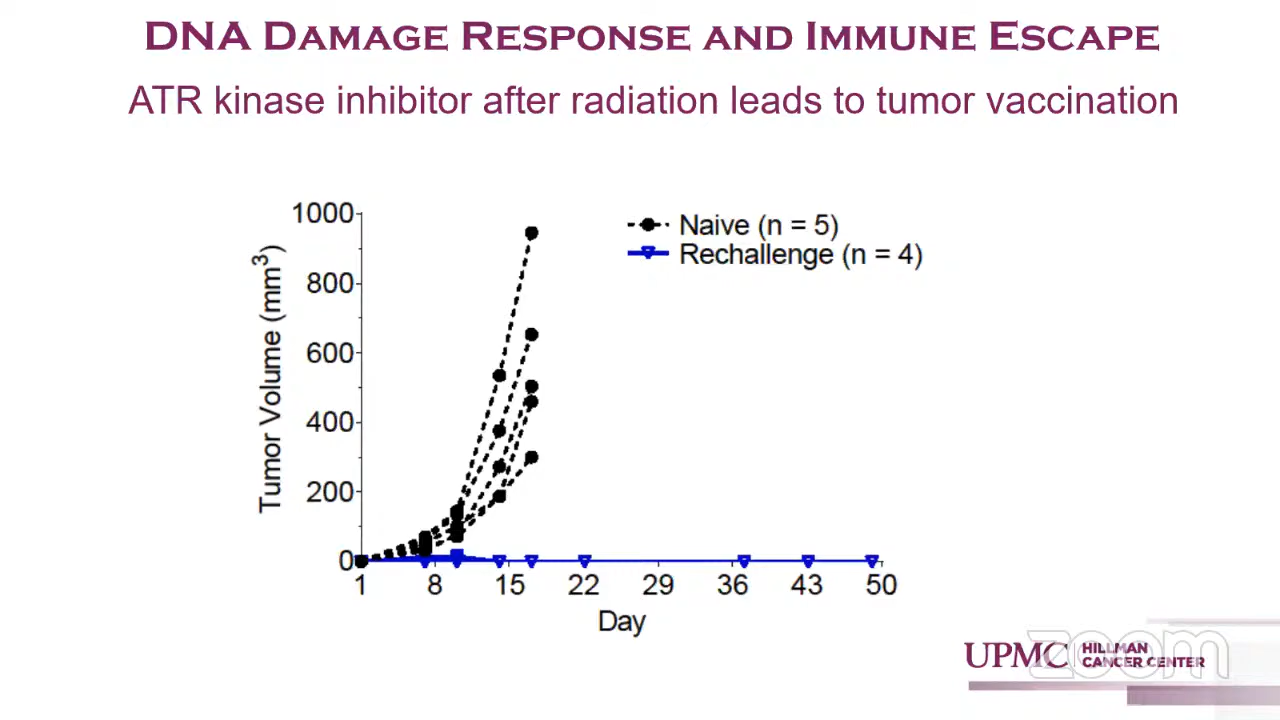 DNA DAMAGE RESPONSE AND IMMUNE ESCAPE
ATR kinase inhibitor after radiation leads to tumor vaccination
1000
800
600
400
200
0
Tumor Volume (mm³)
Naive (n = 5)
Rechallenge (n = 4)
1 8 15 22 29 36 43 50
Day
zoom
UPMC HILLMAN
CANCER CENTER